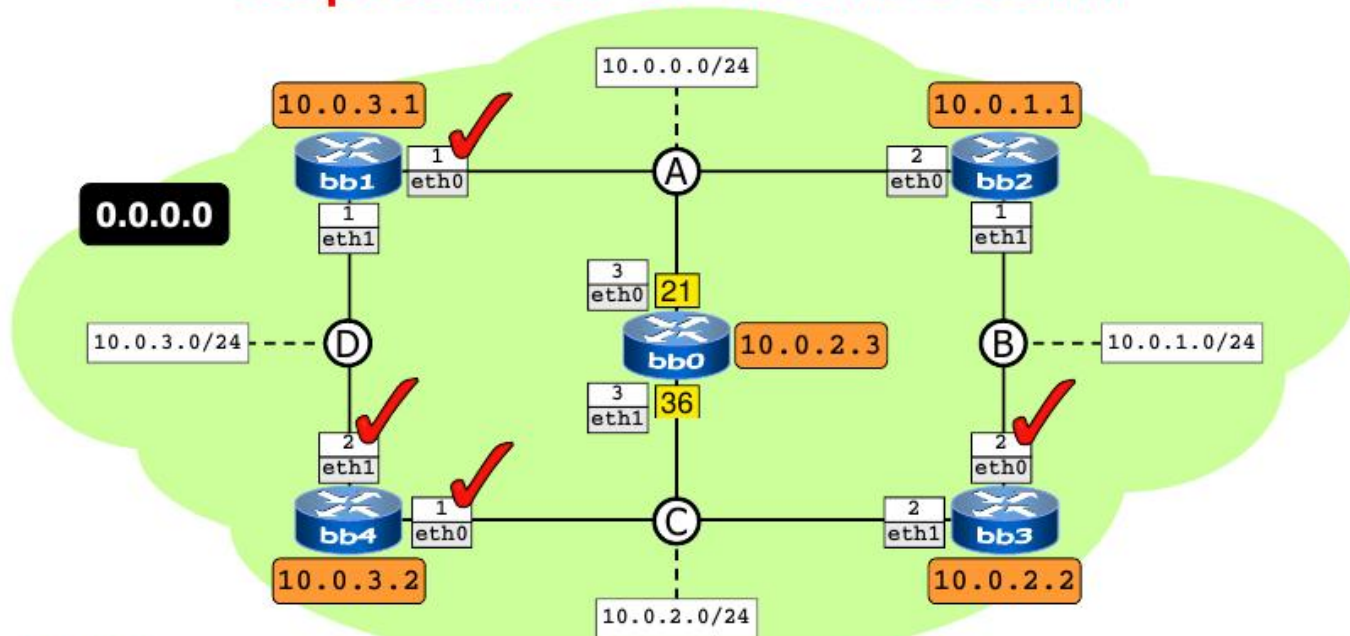 10.0.0.0/24
10.0.3.1
10.0.1.1
1
eth0
A
2
eth0
bb1
bb2
0.0.0.0
1
eth1
1
eth1
3
eth0
21
10.0.3.0/24
D
bb0
10.0.2.3
B
10.0.1.0/24
3
eth1
36
2
eth1
2
eth0
bb4
1
eth0
C
2
eth1
bb3
10.0.3.2
10.0.2.2
10.0.2.0/24